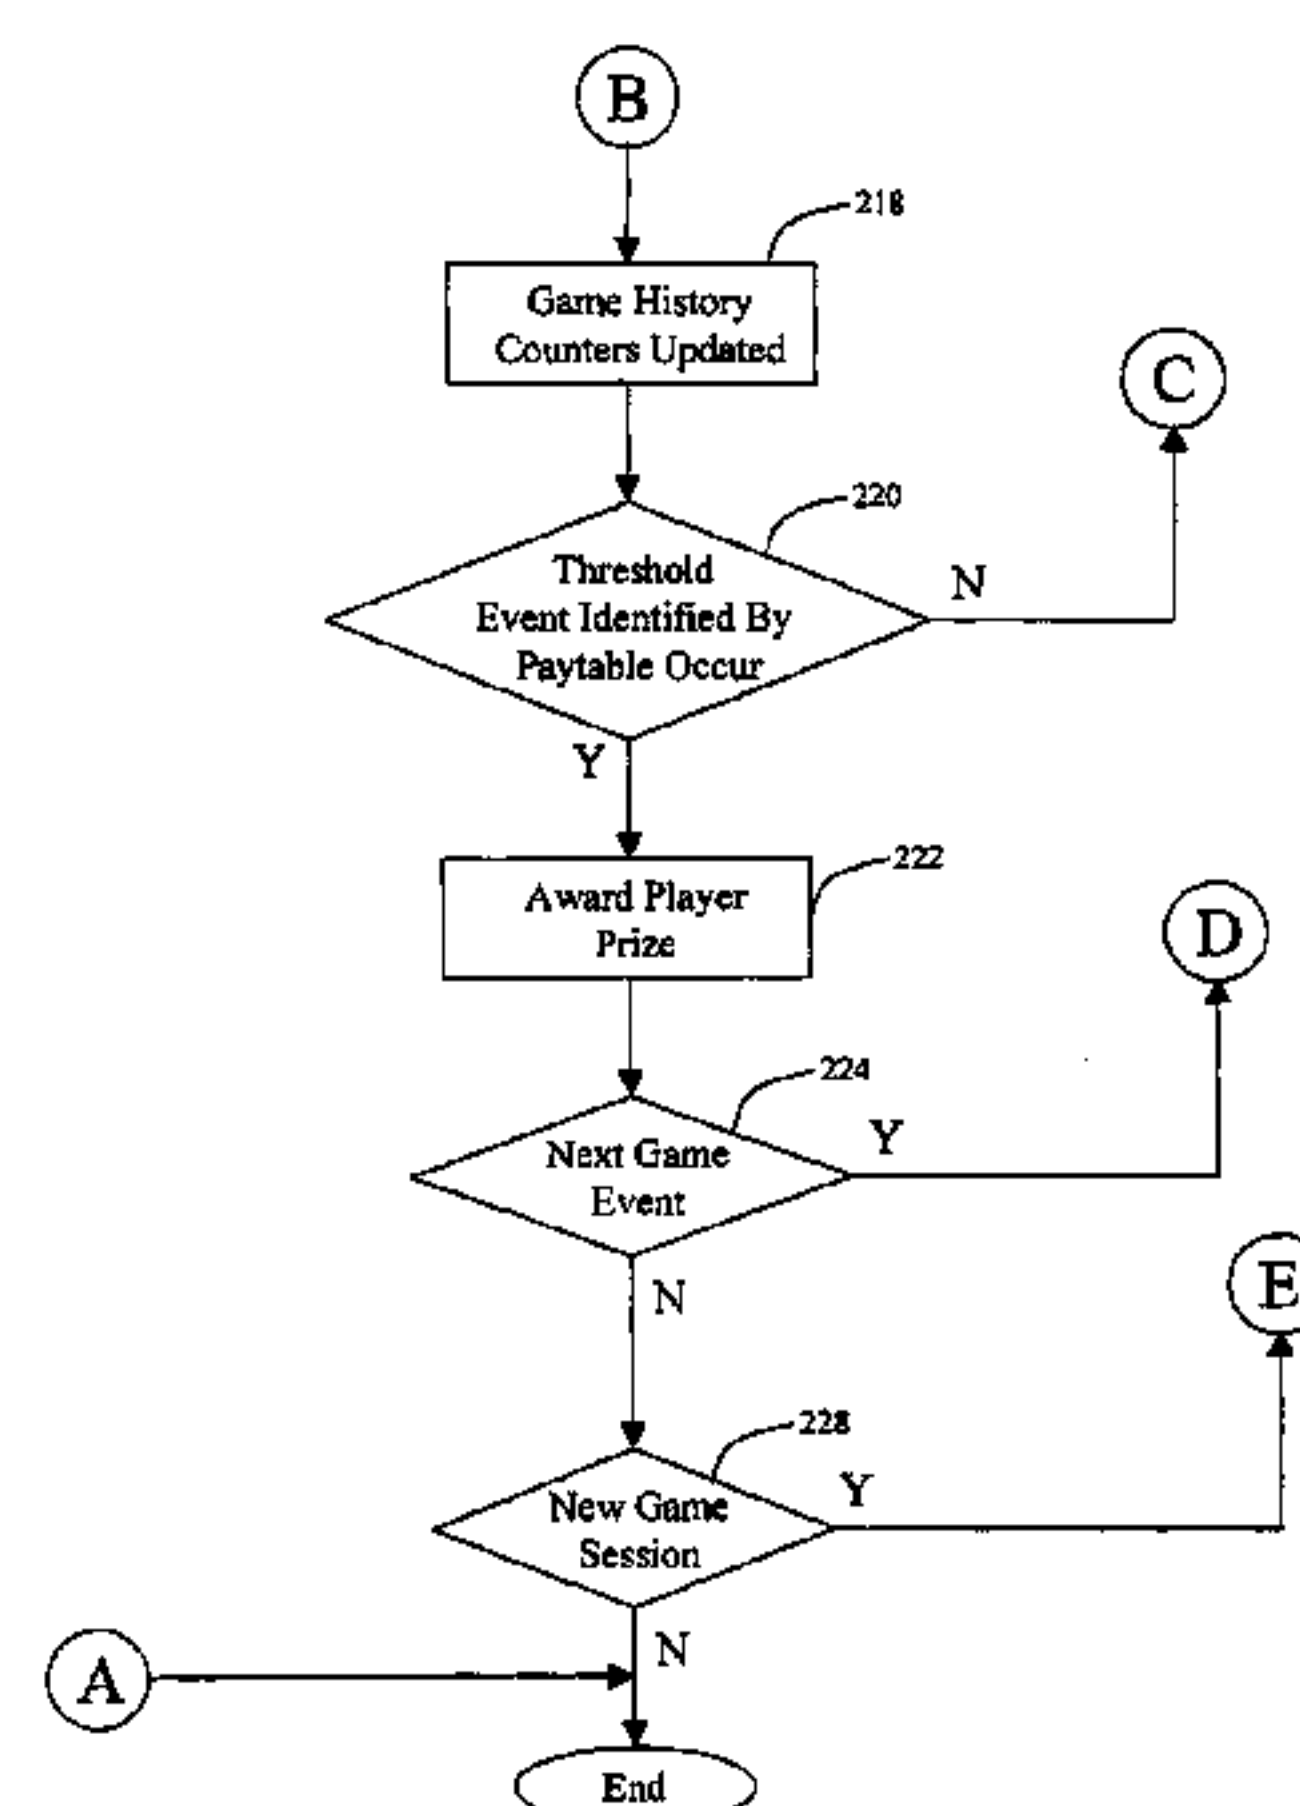 B
218
Game History
Counters Updated
C
220
Threshold
Event Identified By
Paytable Occur
N
Y
222
Award Player
Prize
D
224
Next Game
Event
Y
N
E
228
New Game
Session
Y
N
A
End